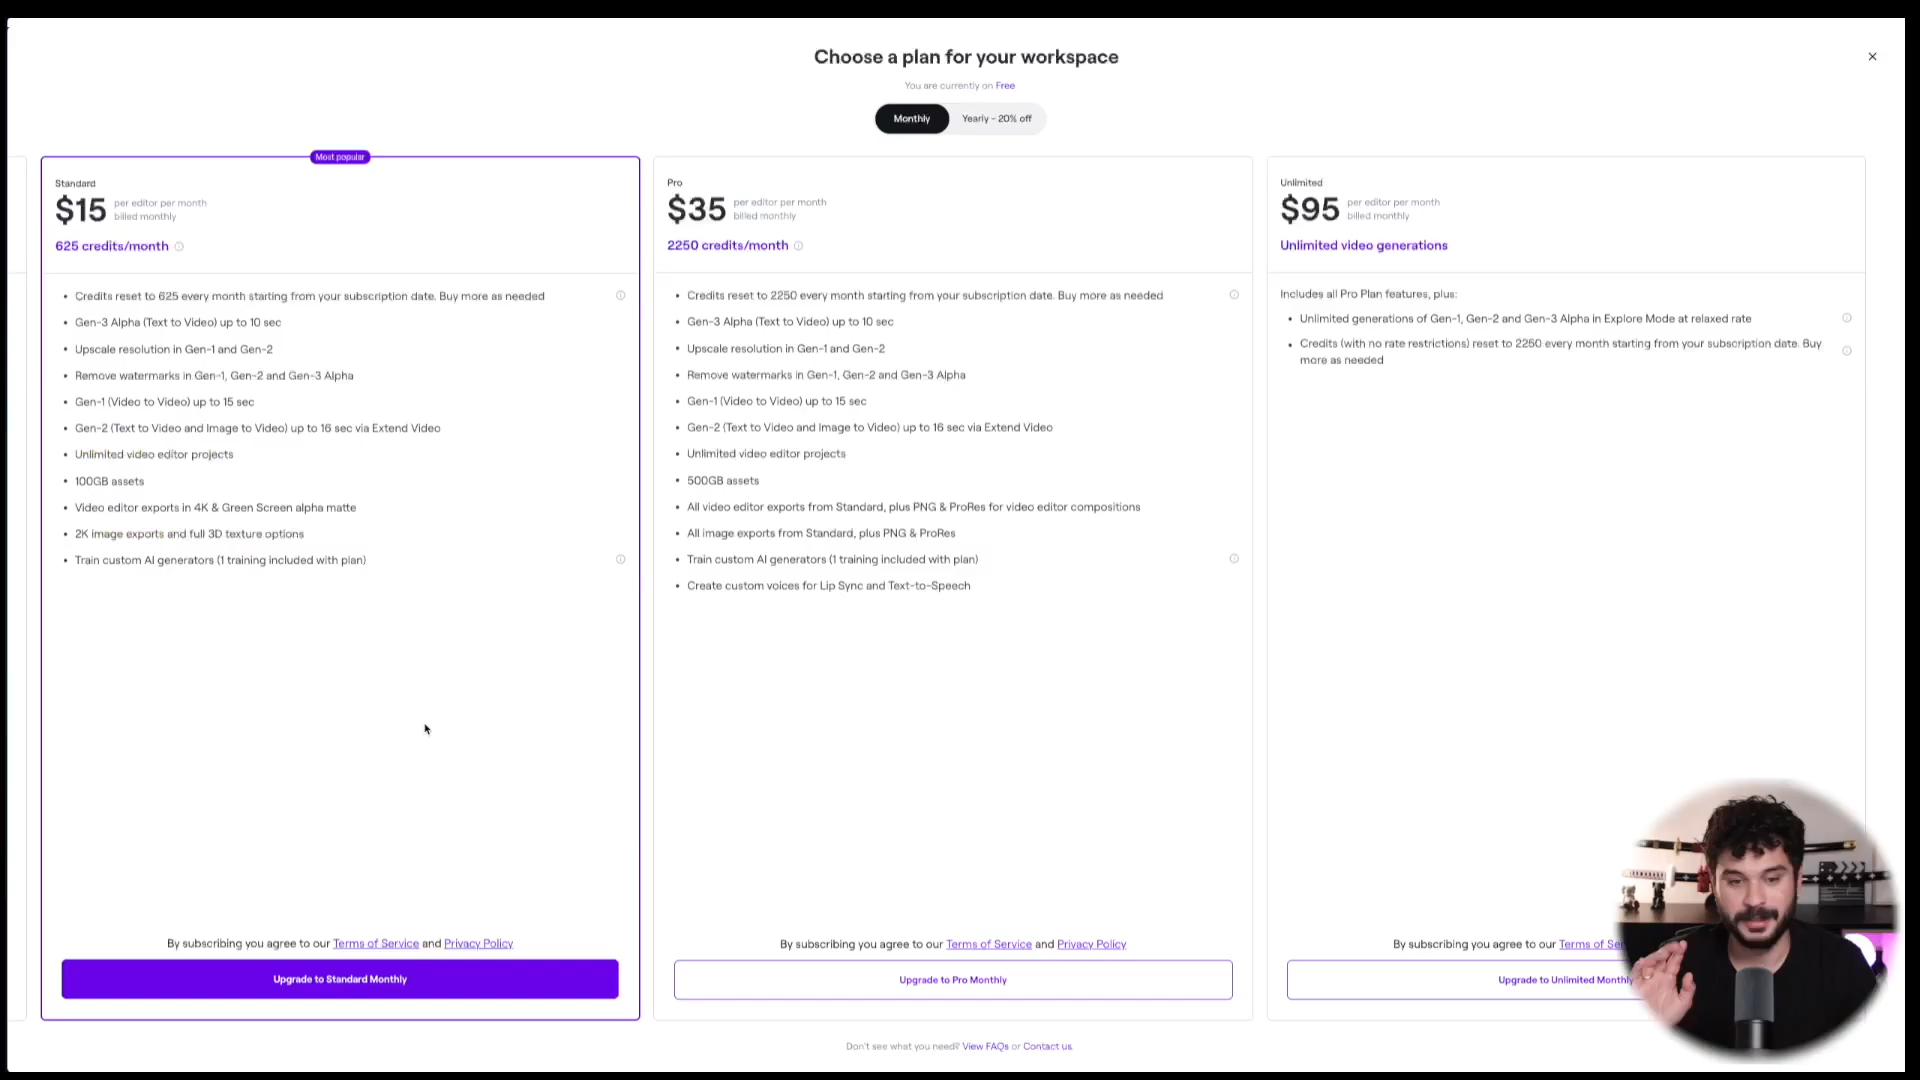 Choose a plan for your workspace
You are currently on Free
Monthly
Yearly - 20% off
Most popular
Standard
$15
per editor per month
billed monthly
625 credits/month
• Credits reset to 625 every month starting from your subscription date. Buy more as needed
• Gen-3 Alpha (Text to Video) up to 10 sec
• Upscale resolution in Gen-1 and Gen-2
• Remove watermarks in Gen-1, Gen-2 and Gen-3 Alpha
• Gen-1 (Video to Video) up to 15 sec
• Gen-2 (Text to Video and Image to Video) up to 16 sec via Extend Video
• Unlimited video editor projects
• 100GB assets
• Video editor exports in 4K & Green Screen alpha matte
• 2K image exports and full 3D texture options
• Train custom AI generators (1 training included with plan)
By subscribing you agree to our Terms of Service and Privacy Policy
Upgrade to Standard Monthly
Pro
$35
per editor per month
billed monthly
2250 credits/month
• Credits reset to 2250 every month starting from your subscription date. Buy more as needed
• Gen-3 Alpha (Text to Video) up to 10 sec
• Upscale resolution in Gen-1 and Gen-2
• Remove watermarks in Gen-1, Gen-2 and Gen-3 Alpha
• Gen-1 (Video to Video) up to 15 sec
• Gen-2 (Text to Video and Image to Video) up to 16 sec via Extend Video
• Unlimited video editor projects
• 500GB assets
• All video editor exports from Standard, plus PNG & ProRes for video editor compositions
• All image exports from Standard, plus PNG & ProRes
• Train custom AI generators (1 training included with plan)
• Create custom voices for Lip Sync and Text-to-Speech
By subscribing you agree to our Terms of Service and Privacy Policy
Upgrade to Pro Monthly
Unlimited
$95
per editor per month
billed monthly
Unlimited video generations
Includes all Pro Plan features, plus:
• Unlimited generations of Gen-1, Gen-2 and Gen-3 Alpha in Explore Mode at relaxed rate
• Credits (with no rate restrictions) reset to 2250 every month starting from your subscription date. Buy
more as needed
By subscribing you agree to our Terms of Ser
Upgrade to Unlimited Monthly
Don't see what you need? View FAQs or Contact us.